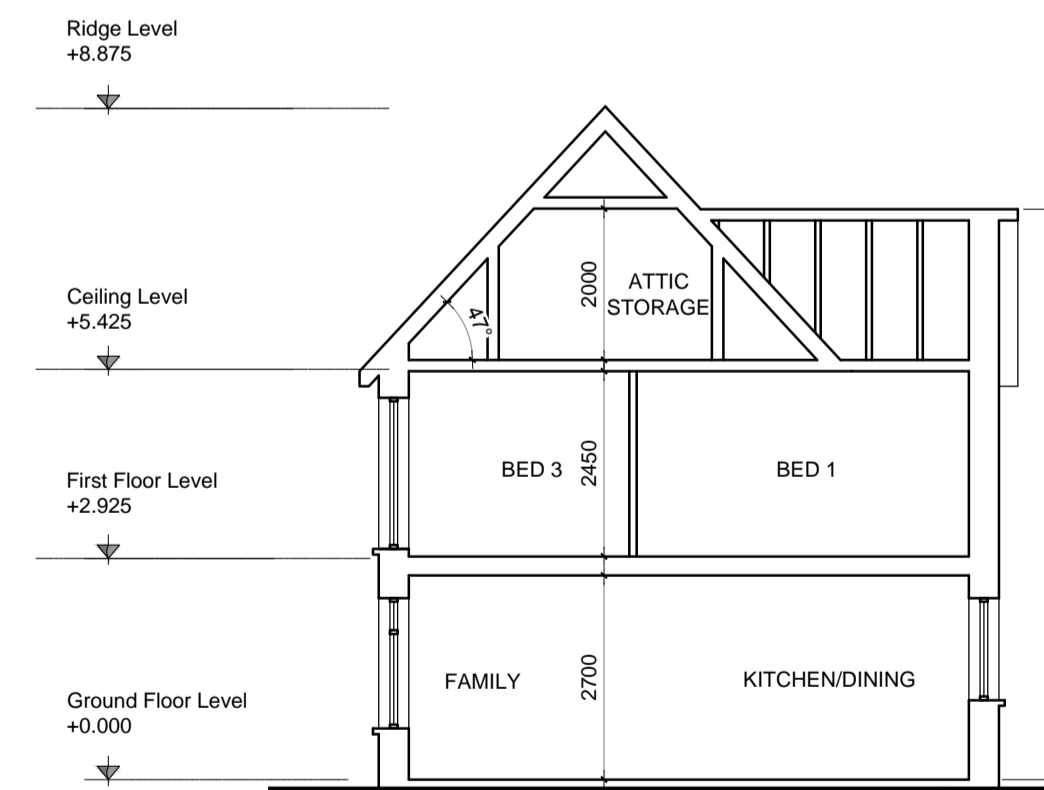 Ridge Level
+8.875
Ceiling Level
+5.425
First Floor Level
+2.925
Ground Floor Level
+0.000
2000
ATTIC
STORAGE
47°
BED 3
2450
BED 1
FAMILY
2700
KITCHEN/DINING